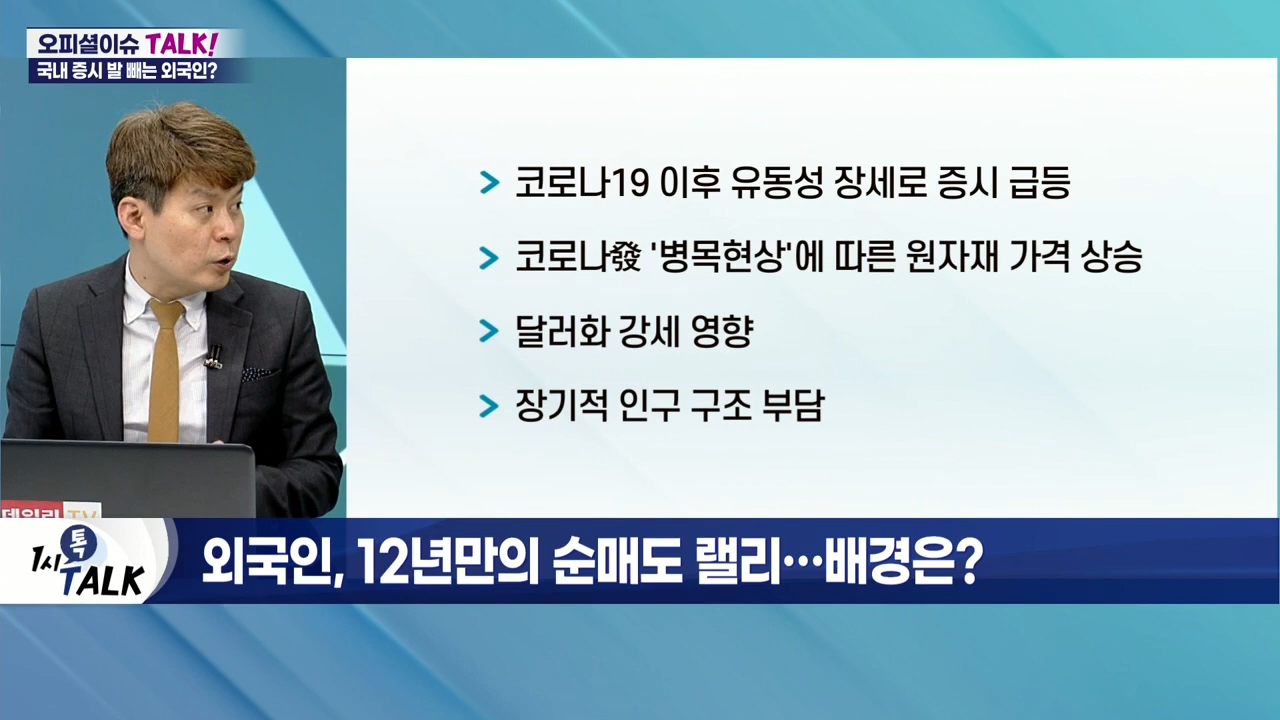 오피셜이슈 TALK!
국내 증시 발 빼는 외국인?
코로나19 이후 유동성 장세로 증시 급등
코로나發 '병목현상'에 따른 원자재 가격 상승
달러화 강세 영향
장기적 인구 구조 부담
데일리 TV
1시 톡 TALK
외국인, 12년만의 순매도 랠리…배경은?